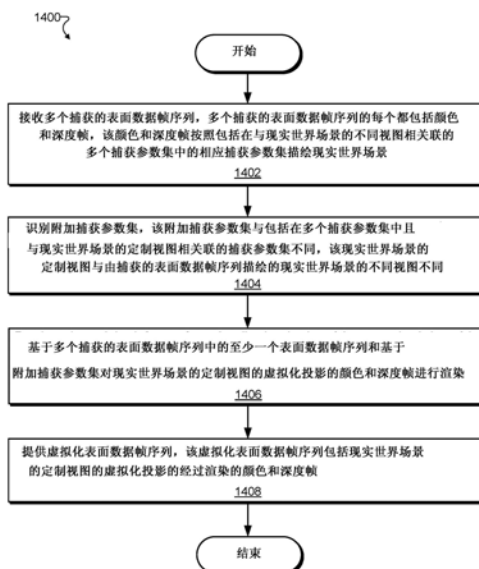 1400
开始
接收多个捕获的表面数据帧序列，多个捕获的表面数据帧序列的每个都包括颜色
和深度帧，该颜色和深度帧按照包括在与现实世界场景的不同视图相关联的
多个捕获参数集中的相应捕获参数集描绘现实世界场景
1402
识别附加捕获参数集，该附加捕获参数集与包括在多个捕获参数集中且
与现实世界场景的定制视图相关联的捕获参数集不同，该现实世界场景的
定制视图与由捕获的表面数据帧序列描绘的现实世界场景的不同视图不同
1404
基于多个捕获的表面数据帧序列中的至少一个表面数据帧序列和基于
附加捕获参数集对现实世界场景的定制视图的虚拟化投影的颜色和深度帧进行渲染
1406
提供虚拟化表面数据帧序列，该虚拟化表面数据帧序列包括现实世界场景
的定制视图的虚拟化投影的经过渲染的颜色和深度帧
1408
结束